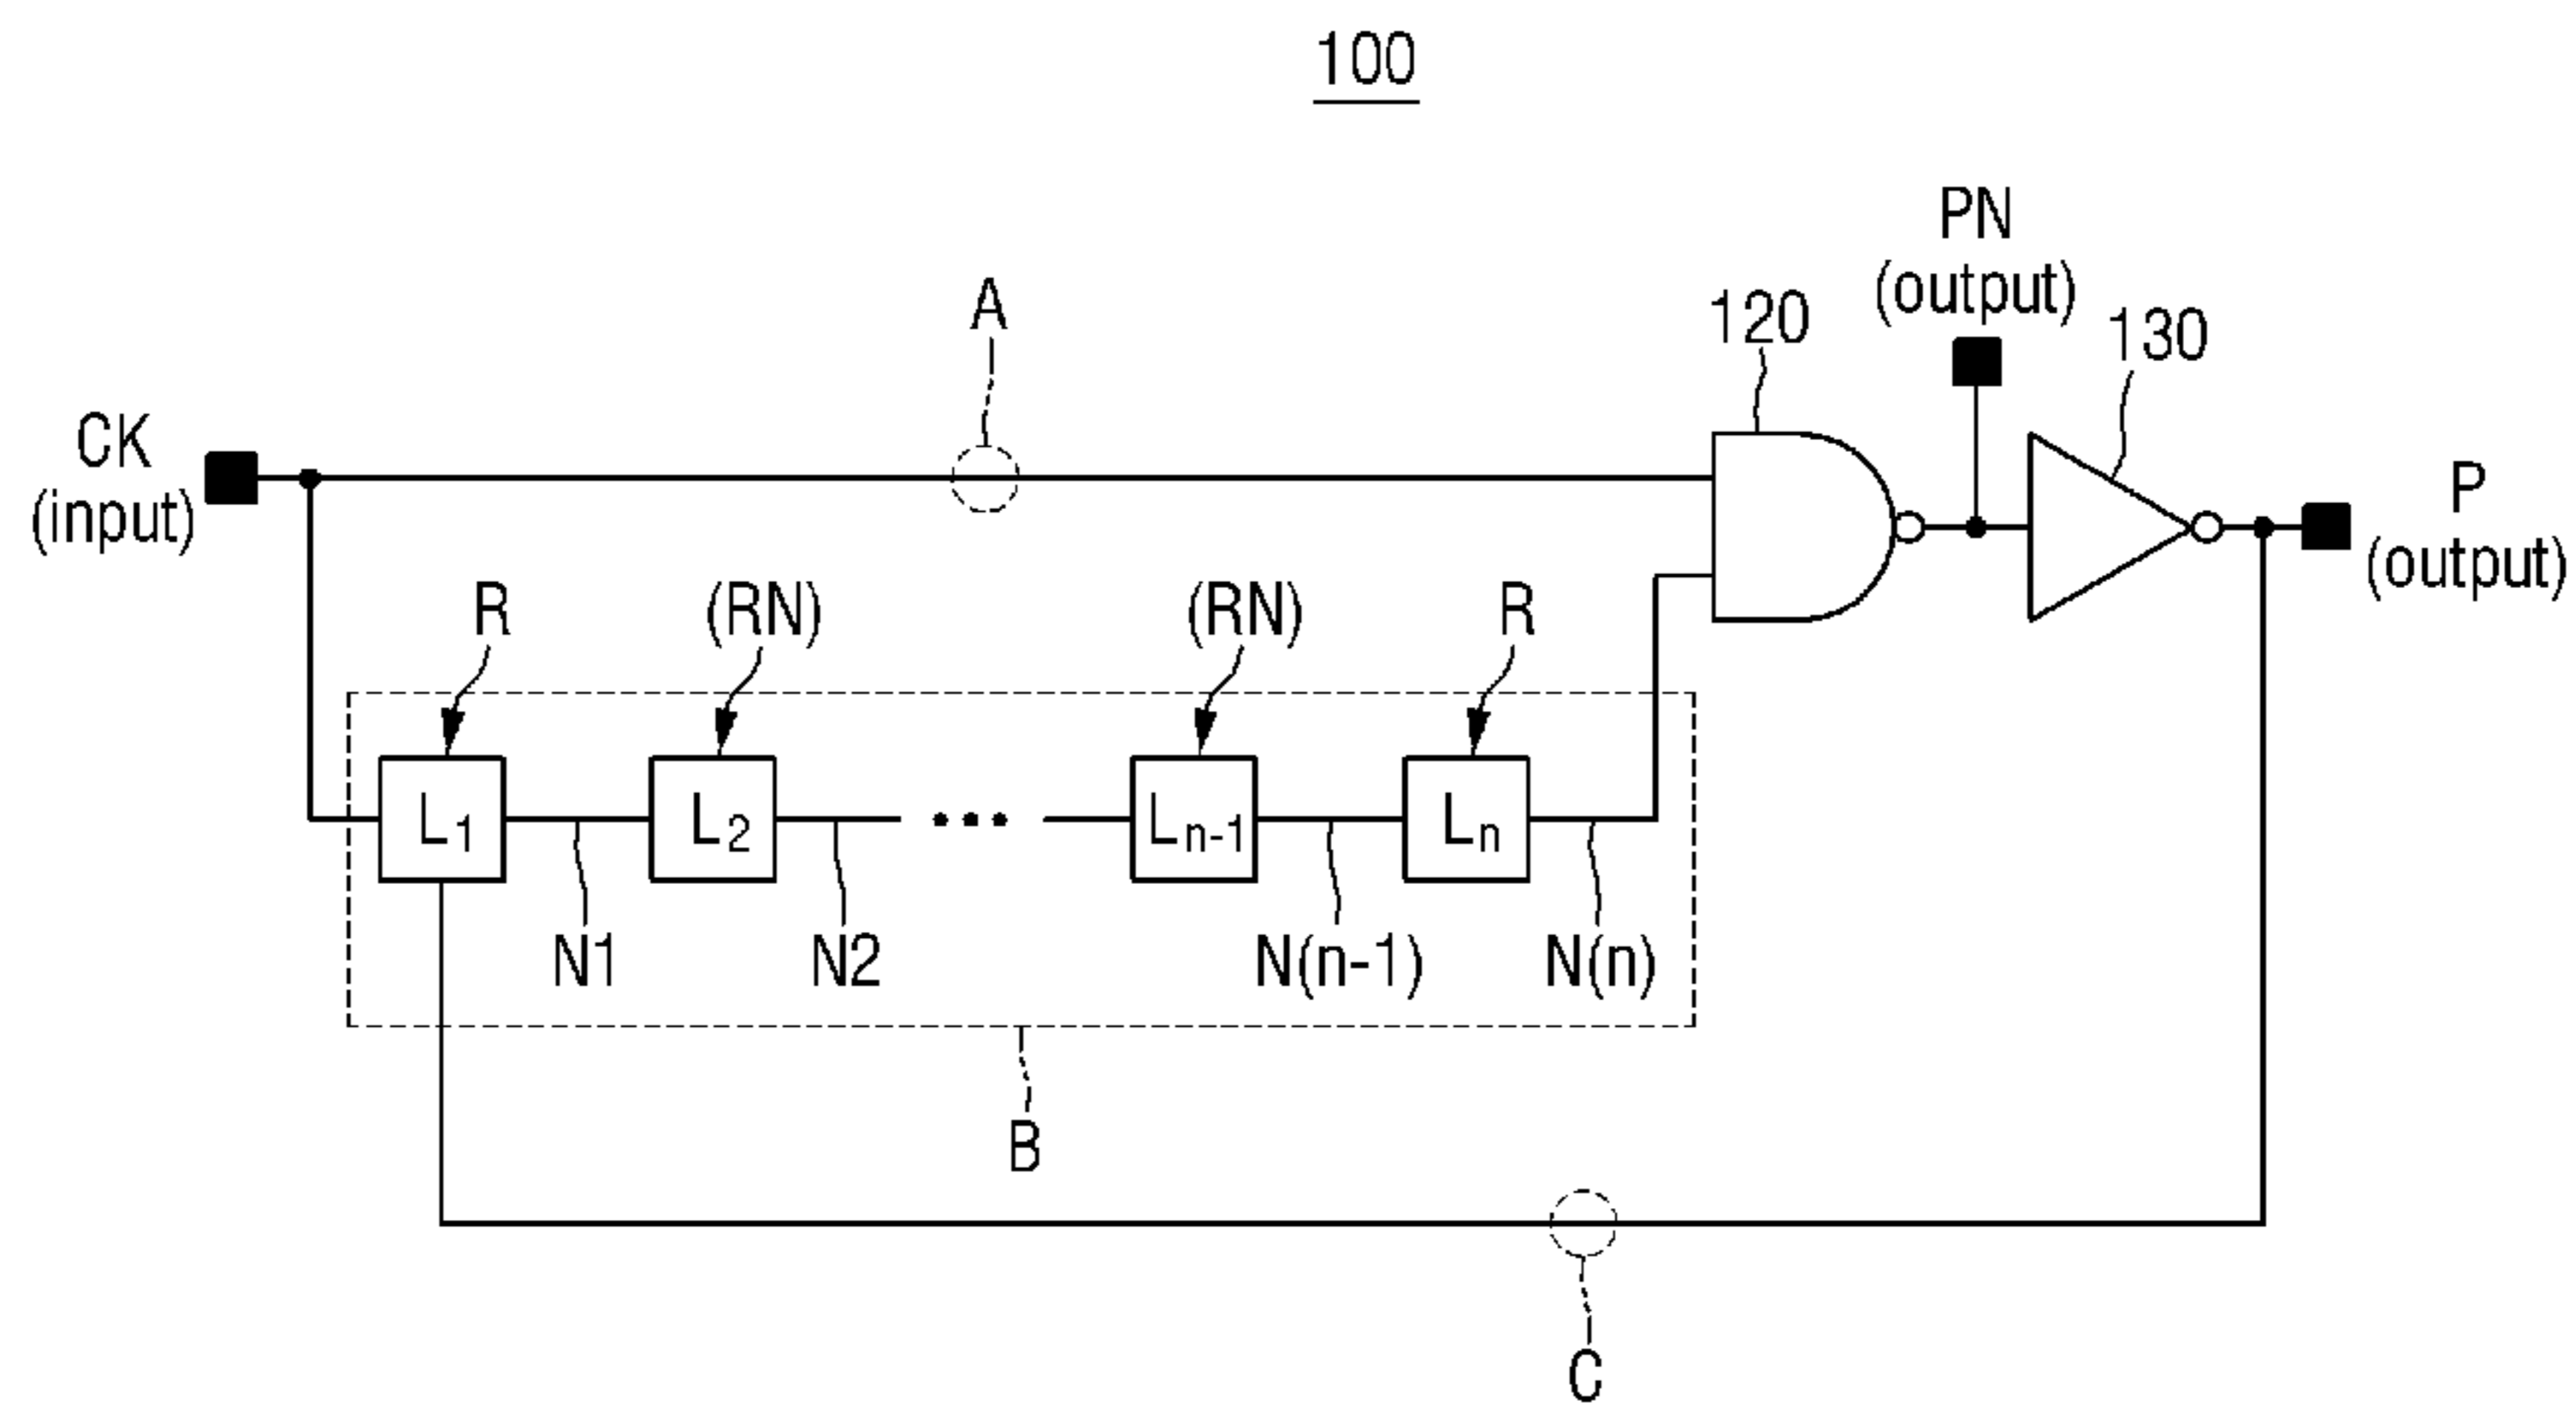 100
PN
(output)
A
120
130
CK
(input)
P
(output)
R
(RN)
(RN)
R
L1
L2
Ln-1
Ln
N1
N2
N(n-1)
N(n)
B
C